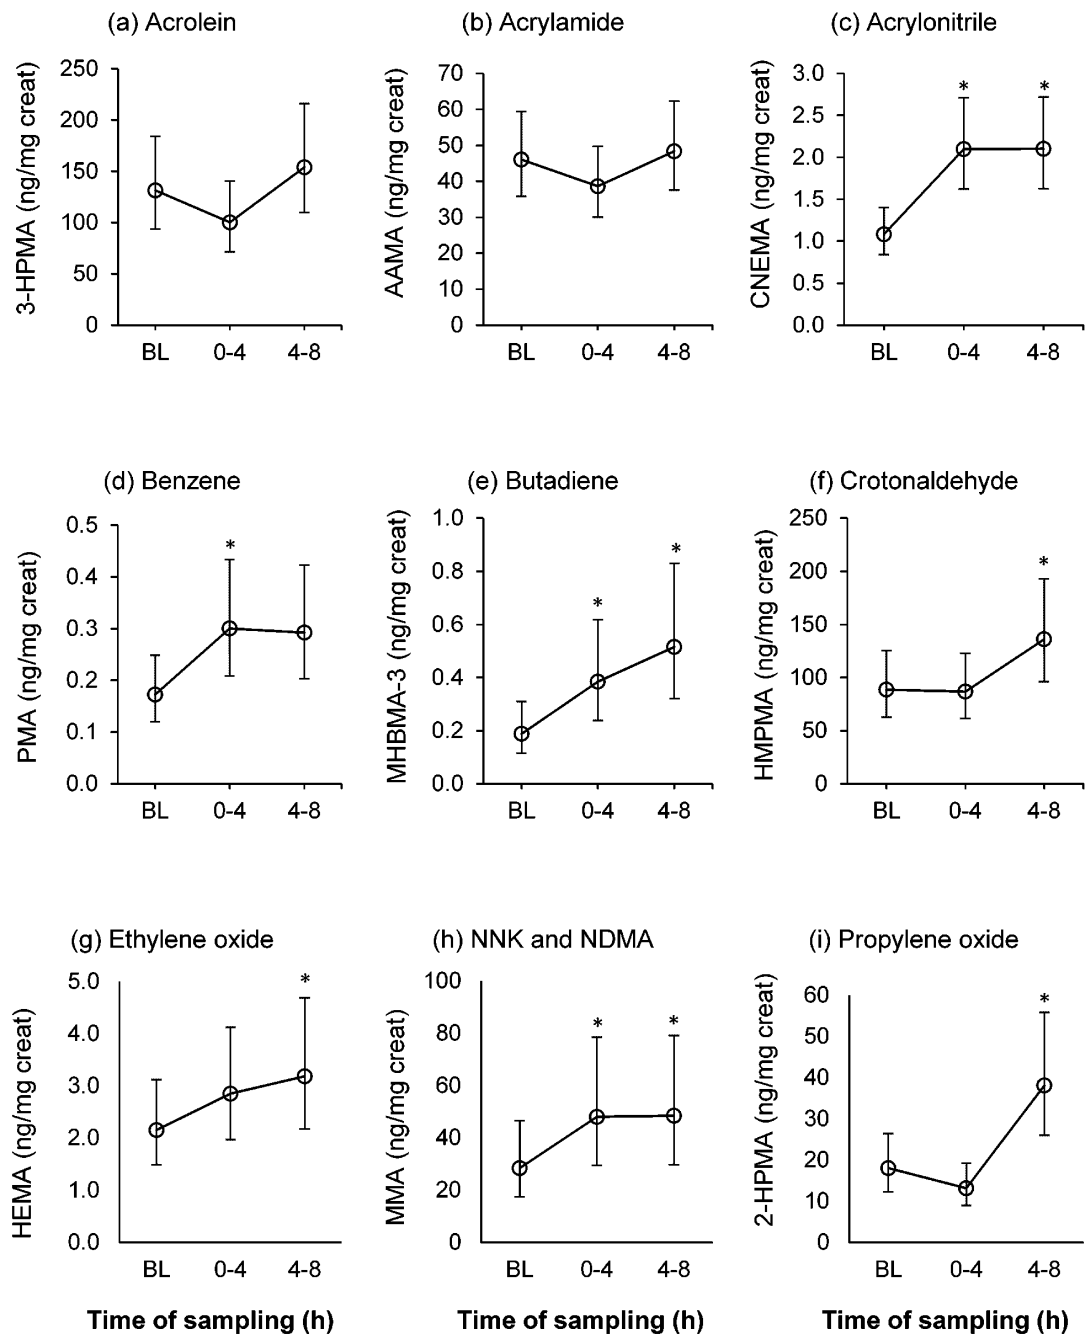 (a) Acrolein
(b) Acrylamide
(c) Acrylonitrile
3-HPMA (ng/mg creat)
250
200
150
100
50
0
BL 0-4 4-8
AAMA (ng/mg creat)
70
60
50
40
30
20
10
0
BL 0-4 4-8
CNEMA (ng/mg creat)
3.0
2.0
1.0
0.0
* *
BL 0-4 4-8
(d) Benzene
(e) Butadiene
(f) Crotonaldehyde
PMA (ng/mg creat)
0.5
0.4
0.3
0.2
0.1
0.0
*
BL 0-4 4-8
MHBMA-3 (ng/mg creat)
1.0
0.8
0.6
0.4
0.2
0.0
* *
BL 0-4 4-8
HMPMA (ng/mg creat)
250
200
150
100
50
0
*
BL 0-4 4-8
(g) Ethylene oxide
(h) NNK and NDMA
(i) Propylene oxide
HEMA (ng/mg creat)
5.0
4.0
3.0
2.0
1.0
0.0
*
BL 0-4 4-8
Time of sampling (h)
MMA (ng/mg creat)
100
80
60
40
20
0
* *
BL 0-4 4-8
Time of sampling (h)
2-HPMA (ng/mg creat)
60
50
40
30
20
10
0
*
BL 0-4 4-8
Time of sampling (h)